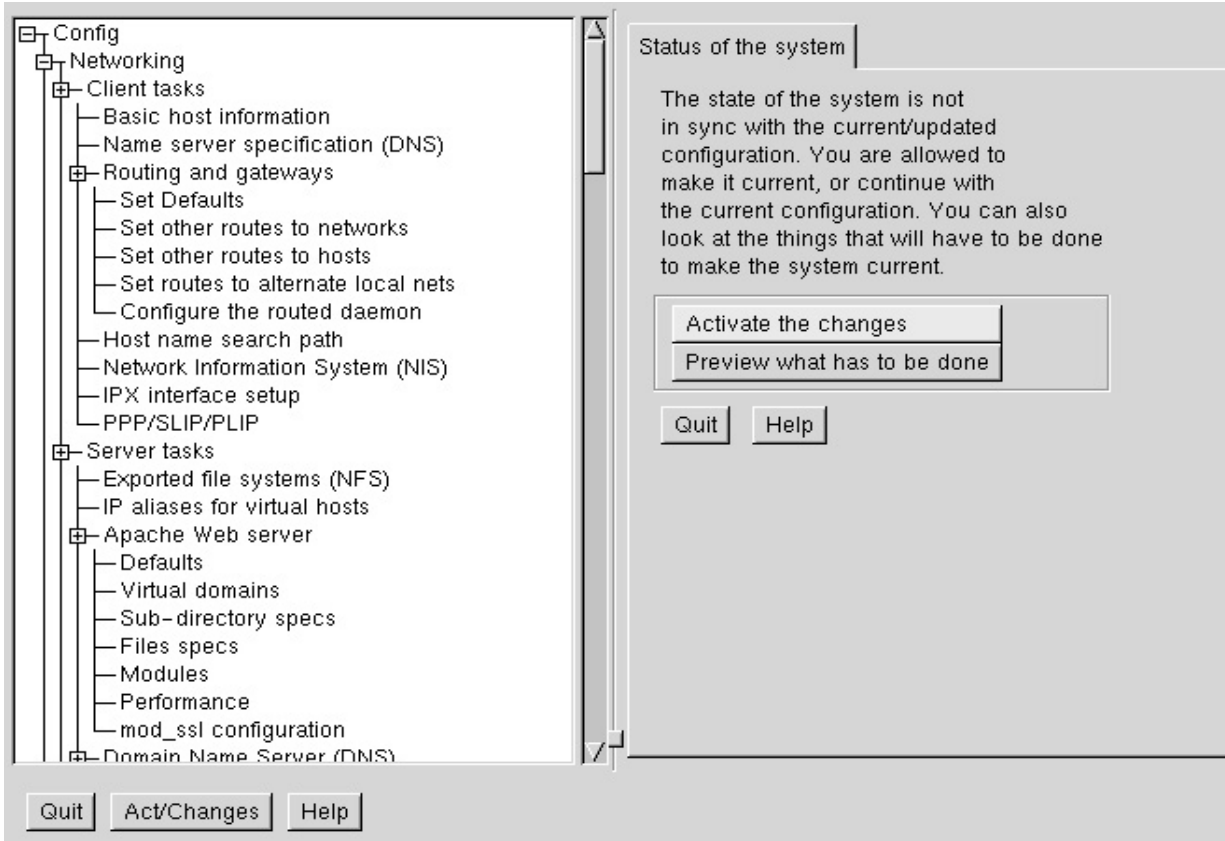 Config
Networking
Client tasks
Basic host information
Name server specification (DNS)
Routing and gateways
Set Defaults
Set other routes to networks
Set other routes to hosts
Set routes to alternate local nets
Configure the routed daemon
Host name search path
Network Information System (NIS)
IPX interface setup
PPP/SLIP/PLIP
Server tasks
Exported file systems (NFS)
IP aliases for virtual hosts
Apache Web server
Defaults
Virtual domains
Sub-directory specs
Files specs
Modules
Performance
mod_ssl configuration
Domain Name Server (DNS)
Quit Act/Changes Help
Status of the system
The state of the system is not
in sync with the current/updated
configuration. You are allowed to
make it current, or continue with
the current configuration. You can also
look at the things that will have to be done
to make the system current.
Activate the changes
Preview what has to be done
Quit Help